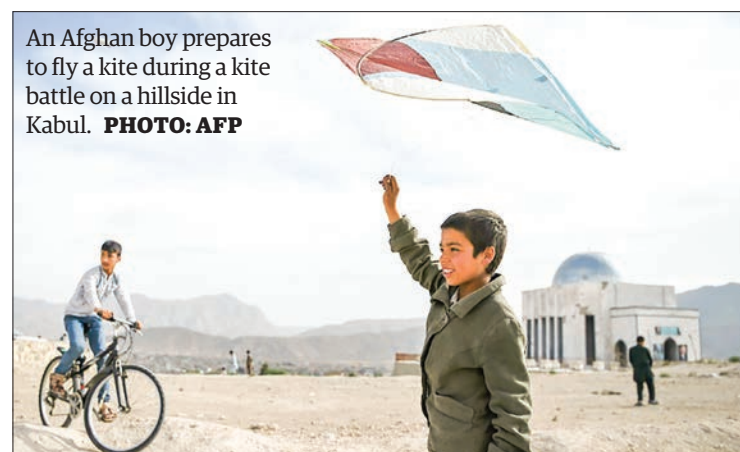 An Afghan boy prepares
to fly a kite during a kite
battle on a hillside in
Kabul. PHOTO: AFP